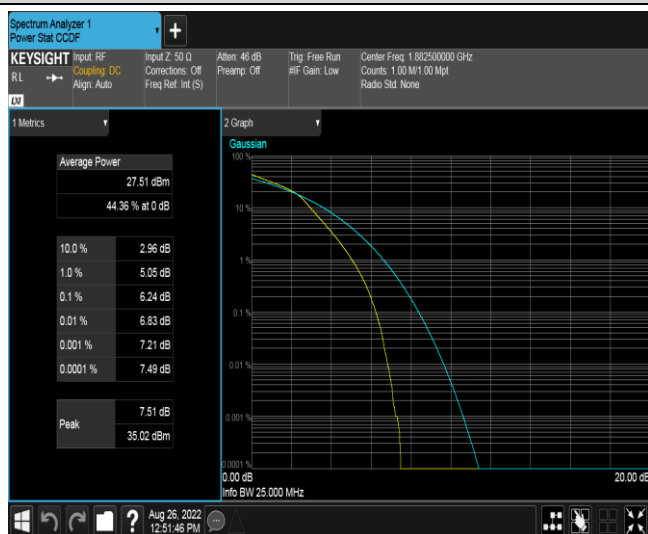 Spectrum Analyzer 1
Power Stat CCDF
+
KEYSIGHT
RL
LXI
Input: RF
Coupling: DC
Align: Auto
Input Z: 50 Ω
Corrections: Off
Freq Ref: Int (S)
Atten: 46 dB
Preamp: Off
Trig: Free Run
#IF Gain: Low
Center Freq: 1.882500000 GHz
Counts: 1.00 M/1.00 Mpt
Radio Std: None
1 Metrics
Average Power
27.51 dBm
44.36 % at 0 dB
10.0 % 2.96 dB
1.0 % 5.05 dB
0.1 % 6.24 dB
0.01 % 6.83 dB
0.001 % 7.21 dB
0.0001 % 7.49 dB
Peak
7.51 dB
35.02 dBm
2 Graph
Gaussian
100 %
10 %
1 %
0.1 %
0.01 %
0.001 %
0.0001 %
0.00 dB
20.00 dB
Info BW 25.000 MHz
?
Aug 26, 2022
12:51:46 PM